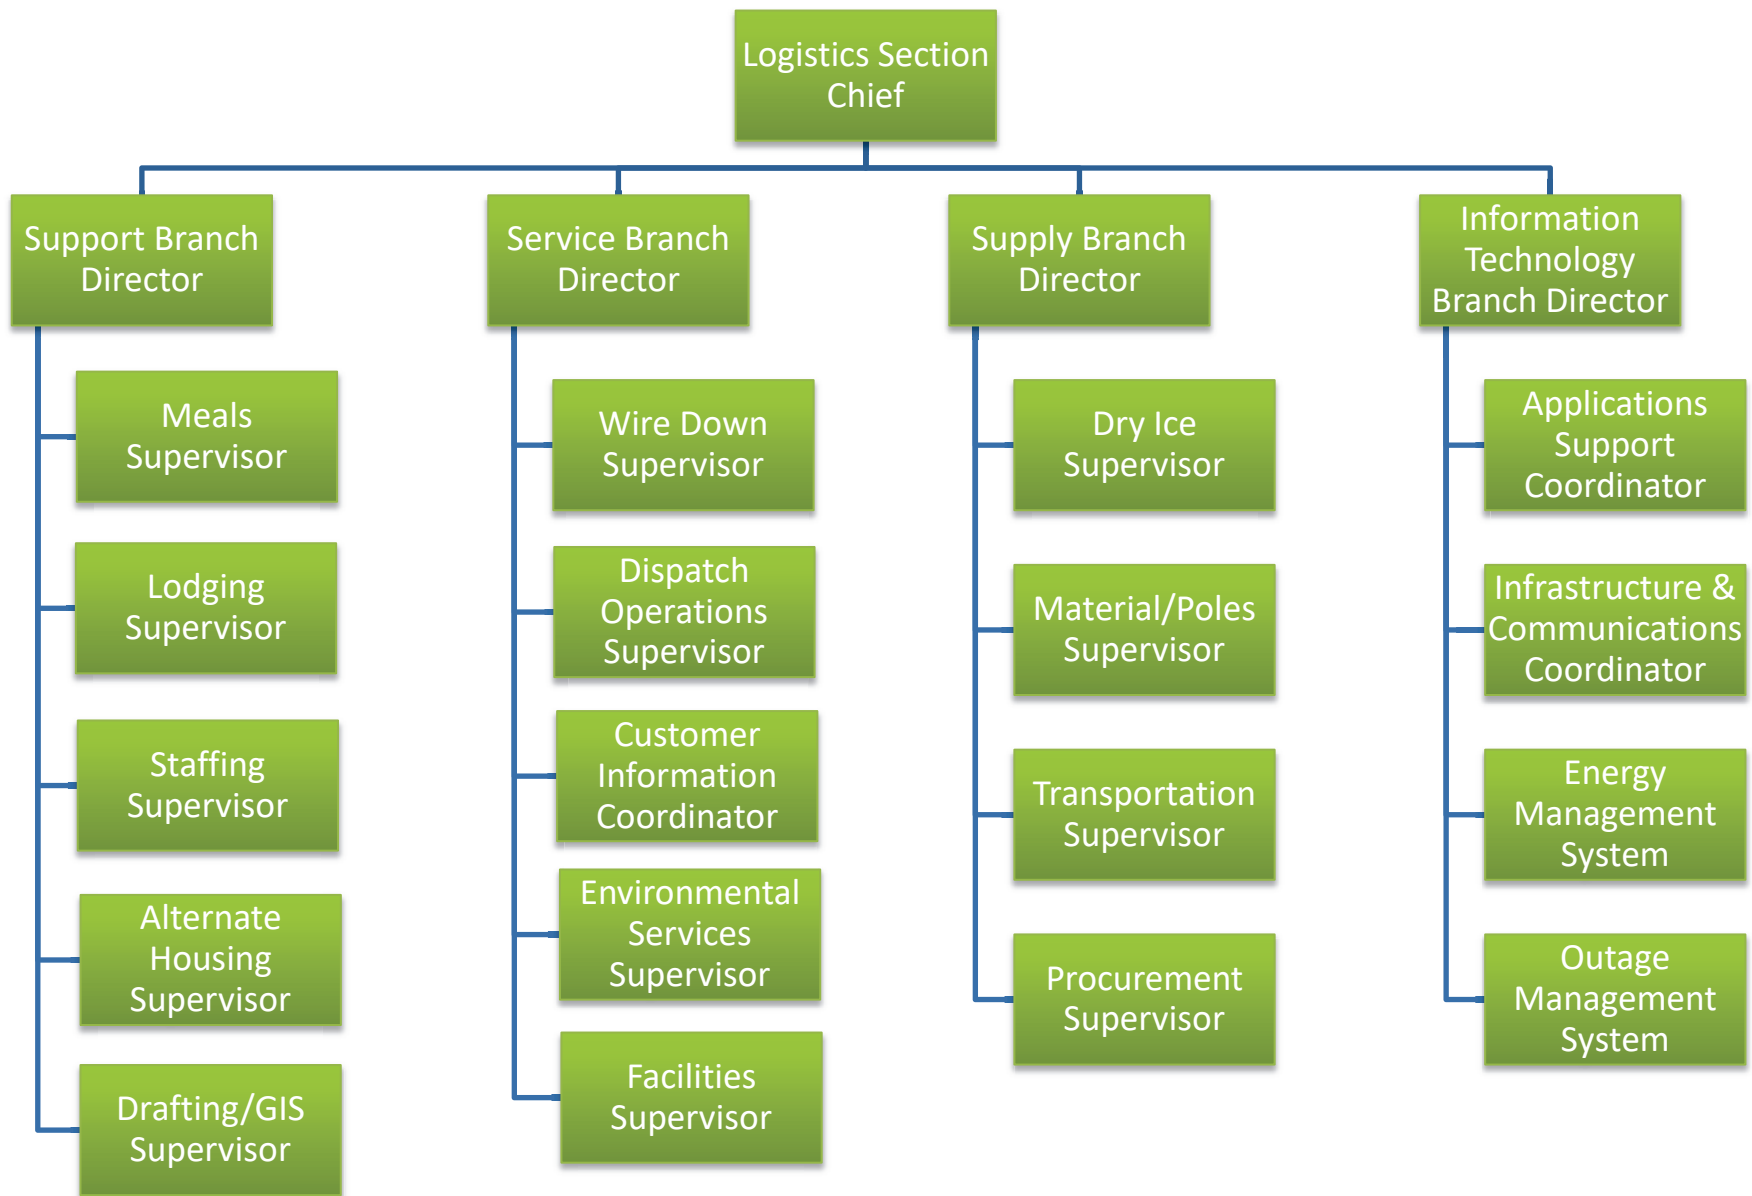 Logistics Section
Chief
Support Branch
Director
Service Branch
Director
Supply Branch
Director
Information
Technology
Branch Director
Meals
Supervisor
Lodging
Supervisor
Staffing
Supervisor
Alternate
Housing
Supervisor
Drafting/GIS
Supervisor
Wire Down
Supervisor
Dispatch
Operations
Supervisor
Customer
Information
Coordinator
Environmental
Services
Supervisor
Facilities
Supervisor
Dry Ice
Supervisor
Material/Poles
Supervisor
Transportation
Supervisor
Procurement
Supervisor
Applications
Support
Coordinator
Infrastructure &
Communications
Coordinator
Energy
Management
System
Outage
Management
System